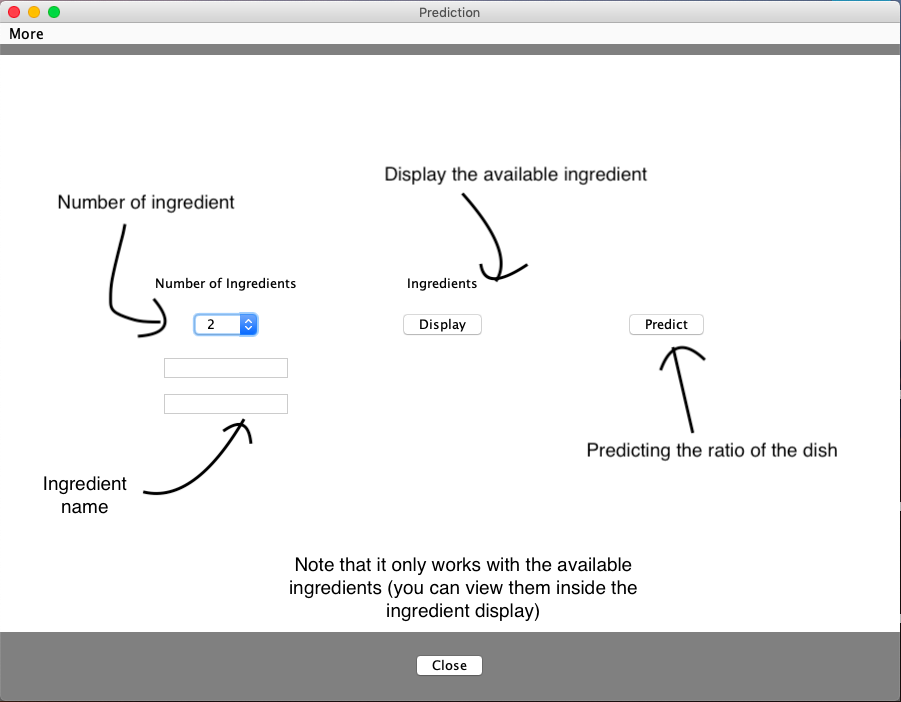 Prediction
More
Display the available ingredient
Number of ingredient
Number of Ingredients
Ingredients
2
Display
Predict
Predicting the ratio of the dish
Ingredient
name
Note that it only works with the available
ingredients (you can view them inside the
ingredient display)
Close